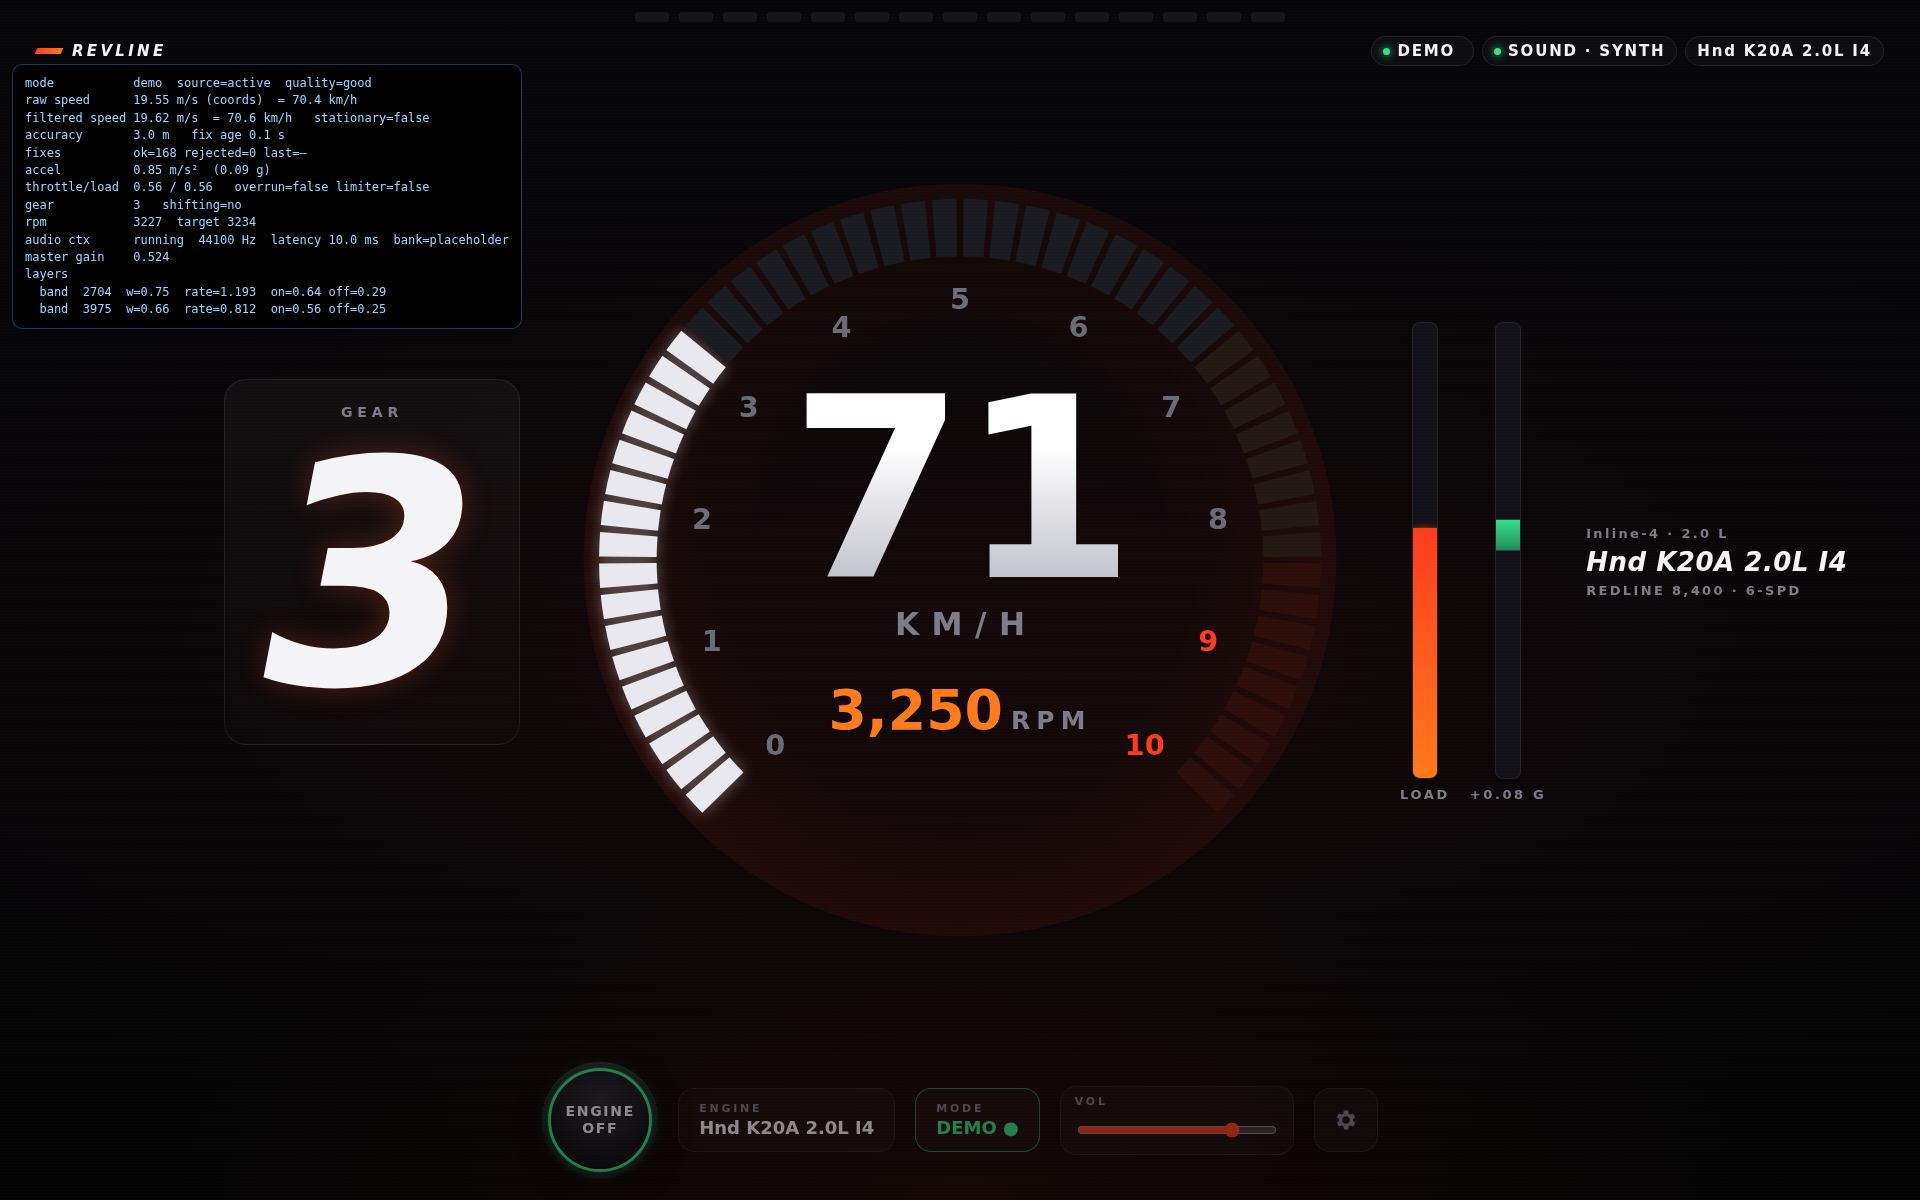 REVLINE
DEMO
SOUND · SYNTH
Hnd K20A 2.0L I4
mode demo source=active quality=good
raw speed 19.55 m/s (coords) = 70.4 km/h
filtered speed 19.62 m/s = 70.6 km/h stationary=false
accuracy 3.0 m fix age 0.1 s
fixes ok=168 rejected=0 last=—
accel 0.85 m/s² (0.09 g)
throttle/load 0.56 / 0.56 overrun=false limiter=false
gear 3 shifting=no
rpm 3227 target 3234
audio ctx running 44100 Hz latency 10.0 ms bank=placeholder
master gain 0.524
layers
band 2704 w=0.75 rate=1.193 on=0.64 off=0.29
band 3975 w=0.66 rate=0.812 on=0.56 off=0.25
GEAR
3
0
1
2
3
4
5
6
7
8
9
10
71
KM/H
3,250 RPM
LOAD
+0.08 G
Inline-4 · 2.0 L
Hnd K20A 2.0L I4
REDLINE 8,400 · 6-SPD
ENGINE
OFF
ENGINE
Hnd K20A 2.0L I4
MODE
DEMO ●
VOL